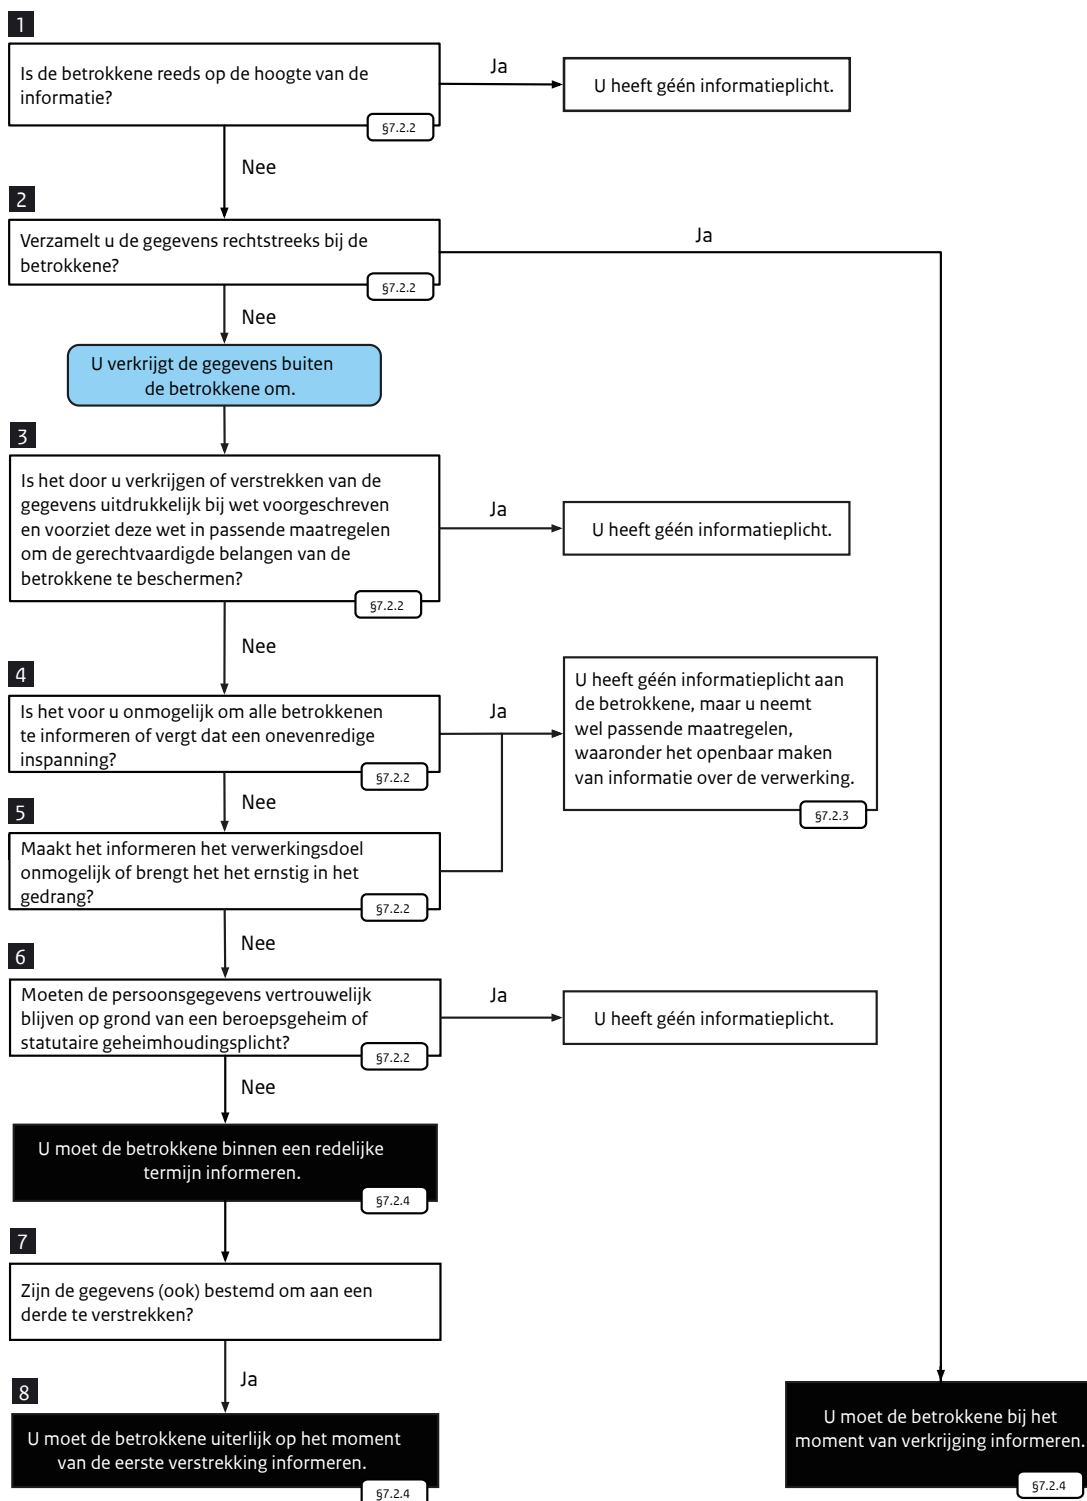 1
Is de betrokkene reeds op de hoogte van de
informatie?
§7.2.2
Ja
U heeft géén informatieplicht.
Nee
2
Verzamelt u de gegevens rechtstreeks bij de
betrokkene?
§7.2.2
Ja
Nee
U verkrijgt de gegevens buiten
de betrokkene om.
3
Is het door u verkrijgen of verstrekken van de
gegevens uitdrukkelijk bij wet voorgeschreven
en voorziet deze wet in passende maatregelen
om de gerechtvaardigde belangen van de
betrokkene te beschermen?
§7.2.2
Ja
U heeft géén informatieplicht.
Nee
4
Is het voor u onmogelijk om alle betrokkenen
te informeren of vergt dat een onevenredige
inspanning?
§7.2.2
Ja
U heeft géén informatieplicht aan
de betrokkene, maar u neemt
wel passende maatregelen,
waaronder het openbaar maken
van informatie over de verwerking.
§7.2.3
Nee
5
Maakt het informeren het verwerkingsdoel
onmogelijk of brengt het het ernstig in het
gedrang?
§7.2.2
Nee
6
Moeten de persoonsgegevens vertrouwelijk
blijven op grond van een beroepsgeheim of
statutaire geheimhoudingsplicht?
§7.2.2
Ja
U heeft géén informatieplicht.
Nee
U moet de betrokkene binnen een redelijke
termijn informeren.
§7.2.4
7
Zijn de gegevens (ook) bestemd om aan een
derde te verstrekken?
Ja
8
U moet de betrokkene uiterlijk op het moment
van de eerste verstrekking informeren.
§7.2.4
U moet de betrokkene bij het
moment van verkrijging informeren.
§7.2.4